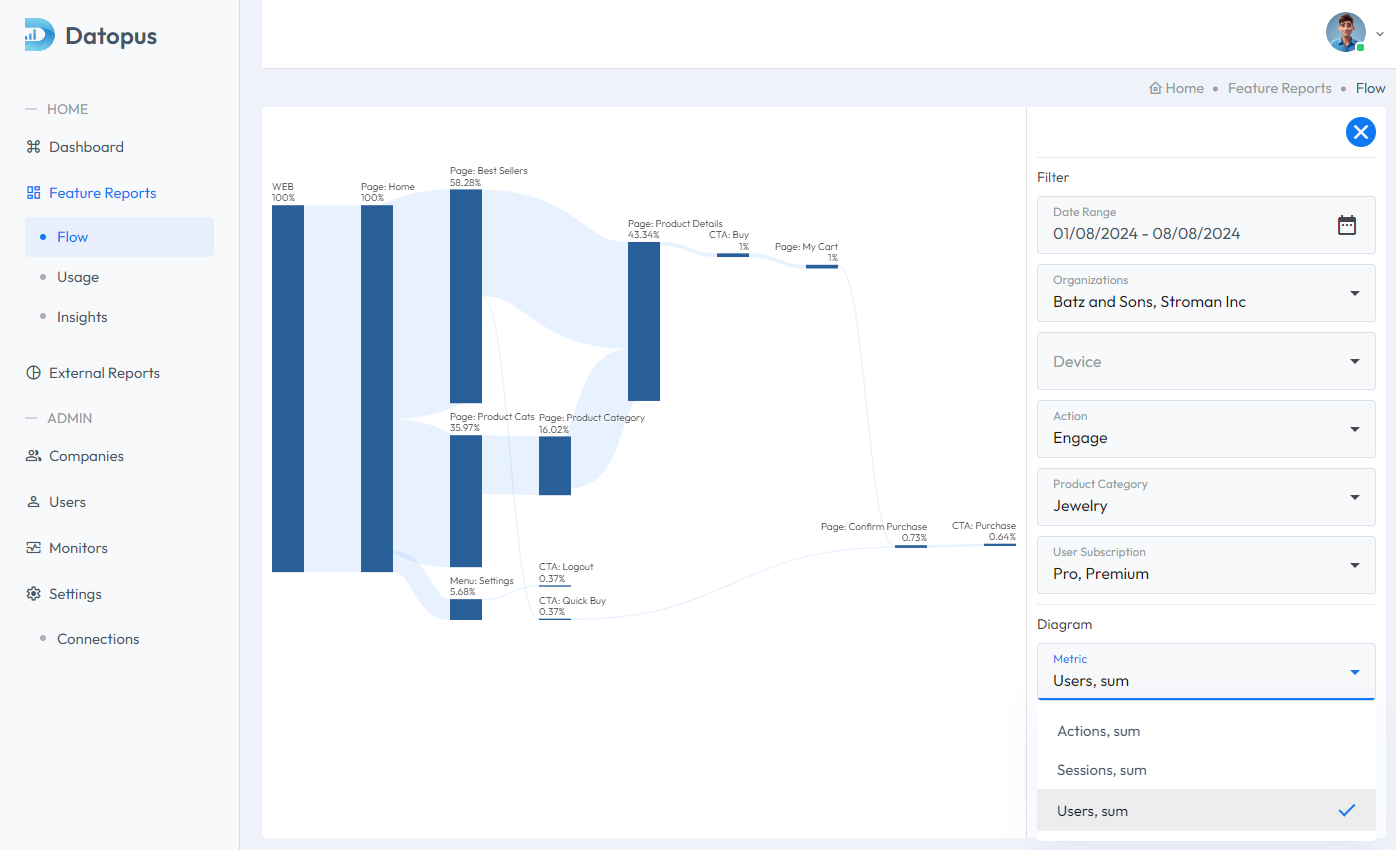 Datopus
HOME
Dashboard
Feature Reports
Flow
Usage
Insights
External Reports
ADMIN
Companies
Users
Monitors
Settings
Connections
Home • Feature Reports • Flow
WEB
100%
Page: Home
100%
Page: Best Sellers
58.28%
Page: Product Cats
35.97%
Menu: Settings
5.68%
Page: Product Category
16.02%
CTA: Logout
0.37%
CTA: Quick Buy
0.37%
Page: Product Details
43.34%
CTA: Buy
1%
Page: My Cart
1%
Page: Confirm Purchase
0.73%
CTA: Purchase
0.64%
Filter
Date Range
01/08/2024 - 08/08/2024
Organizations
Batz and Sons, Stroman Inc
Device
Action
Engage
Product Category
Jewelry
User Subscription
Pro, Premium
Diagram
Metric
Users, sum
Actions, sum
Sessions, sum
Users, sum